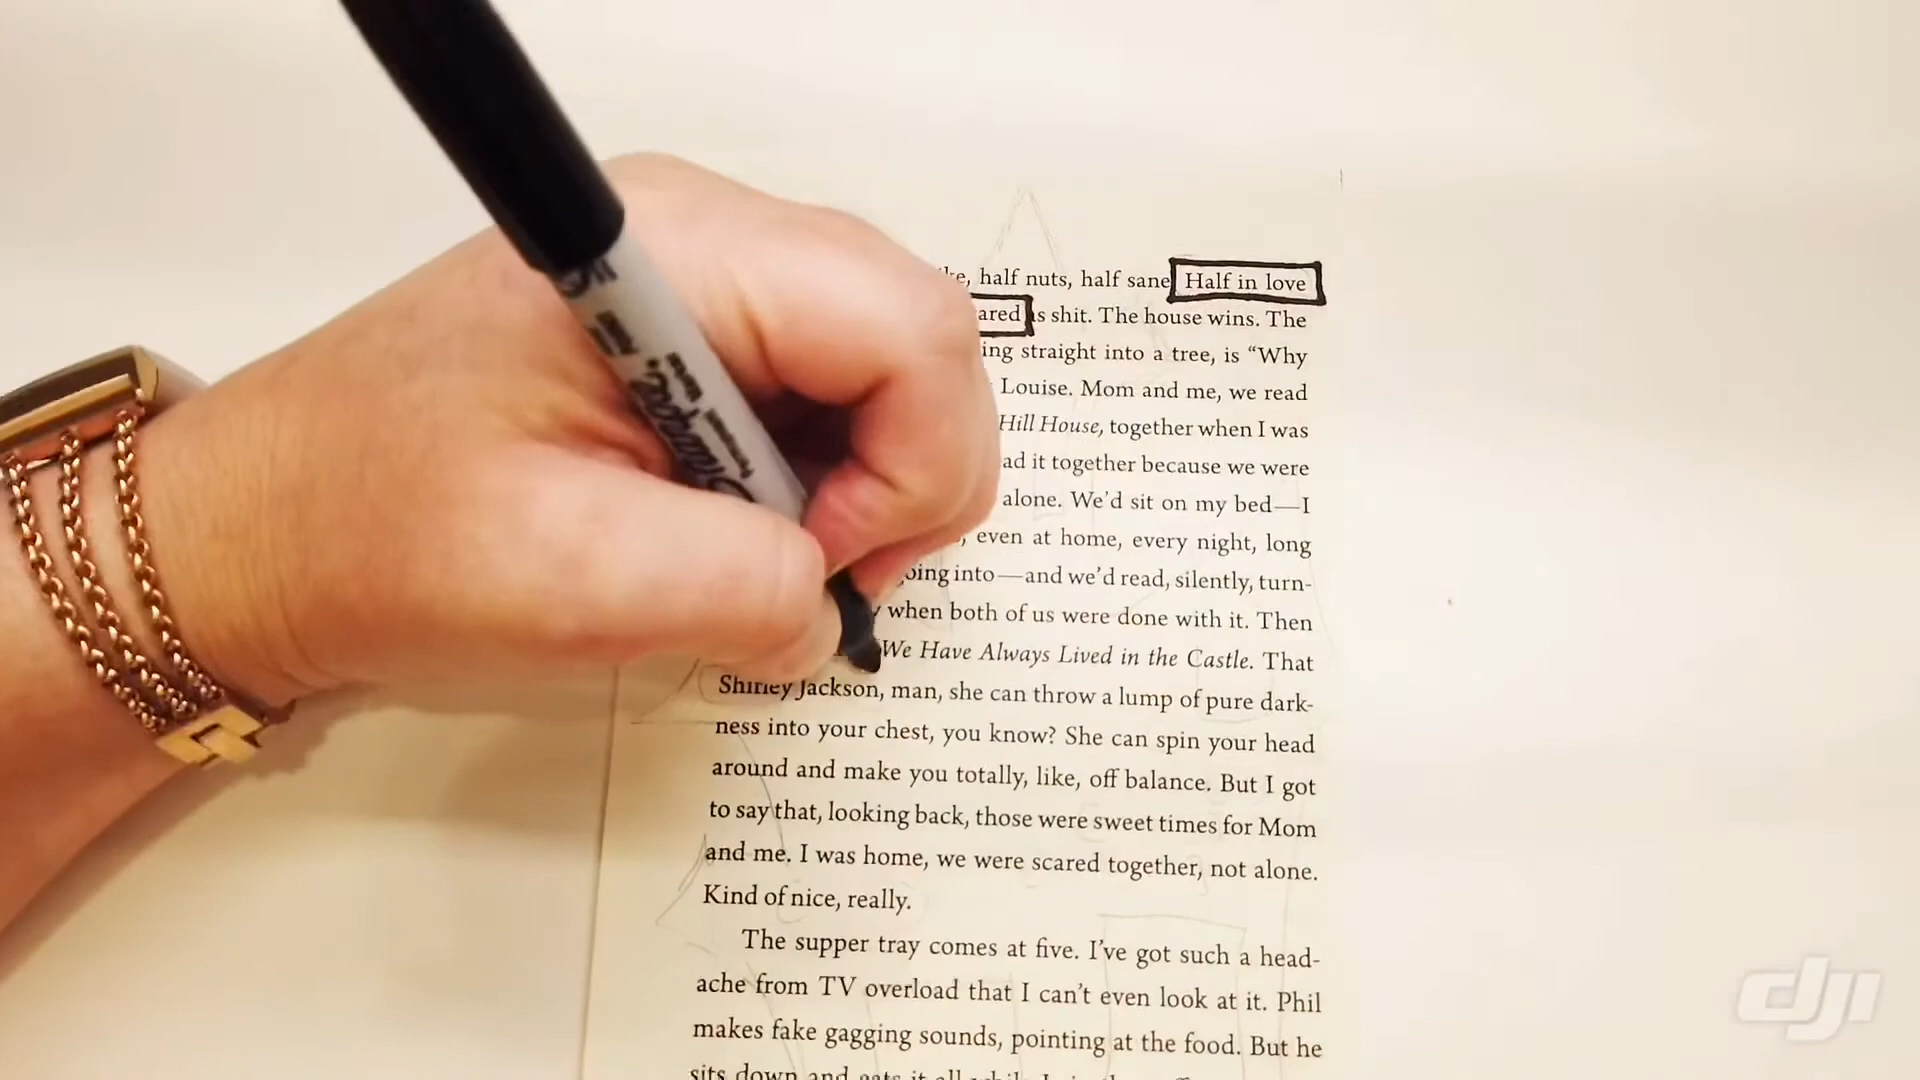 half nuts, half sane Half in love
is shit. The house wins. The
straight into a tree, is “Why
Louise. Mom and me, we read
Hill House, together when I was
it together because we were
alone. We’d sit on my bed—I
even at home, every night, long
into—and we’d read, silently, turn-
when both of us were done with it. Then
We Have Always Lived in the Castle. That
Shirley Jackson, man, she can throw a lump of pure dark-
ness into your chest, you know? She can spin your head
around and make you totally, like, off balance. But I got
to say that, looking back, those were sweet times for Mom
and me. I was home, we were scared together, not alone.
Kind of nice, really.
The supper tray comes at five. I’ve got such a head-
ache from TV overload that I can’t even look at it. Phil
makes fake gagging sounds, pointing at the food. But he
sits down and
Sharpie
dji